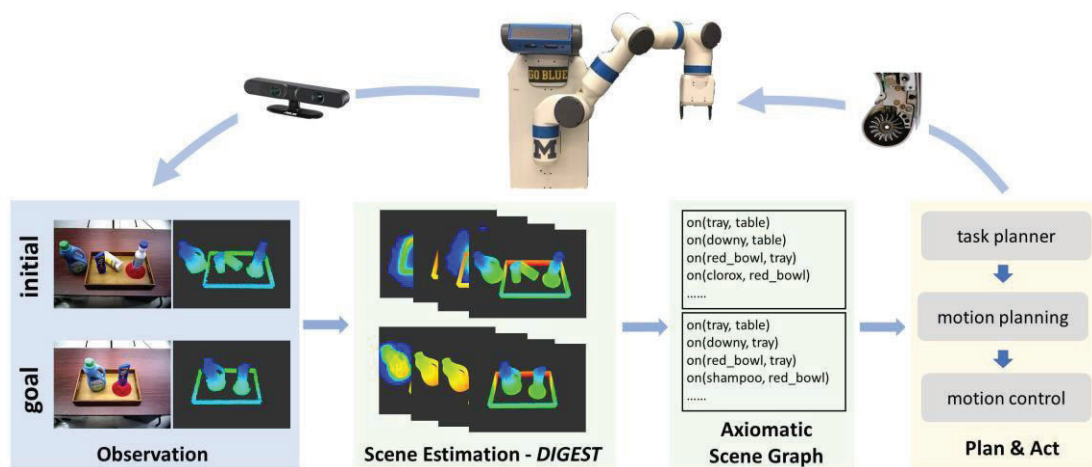 GO BLUE
M
initial
goal
Observation
Scene Estimation - DIGEST
on(tray, table)
on(downy, table)
on(red_bowl, tray)
on(clorox, red_bowl)
......
on(tray, table)
on(downy, tray)
on(red_bowl, tray)
on(shampoo, red_bowl)
......
Axiomatic
Scene Graph
task planner
motion planning
motion control
Plan & Act